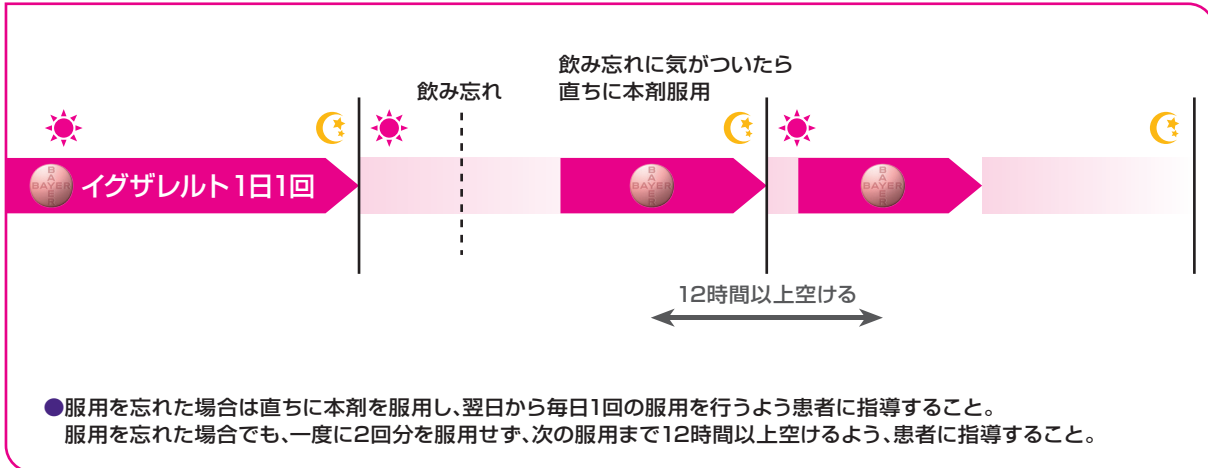 飲み忘れ
飲み忘れに気がついたら
直ちに本剤服用
BAYER
BAYER
イグザレルト 1日1回
BAYER
BAYER
BAYER
BAYER
12時間以上空ける
●服用を忘れた場合は直ちに本剤を服用し、翌日から毎日1回の服用を行うよう患者に指導すること。
服用を忘れた場合でも、一度に2回分を服用せず、次の服用まで12時間以上空けるよう、患者に指導すること。